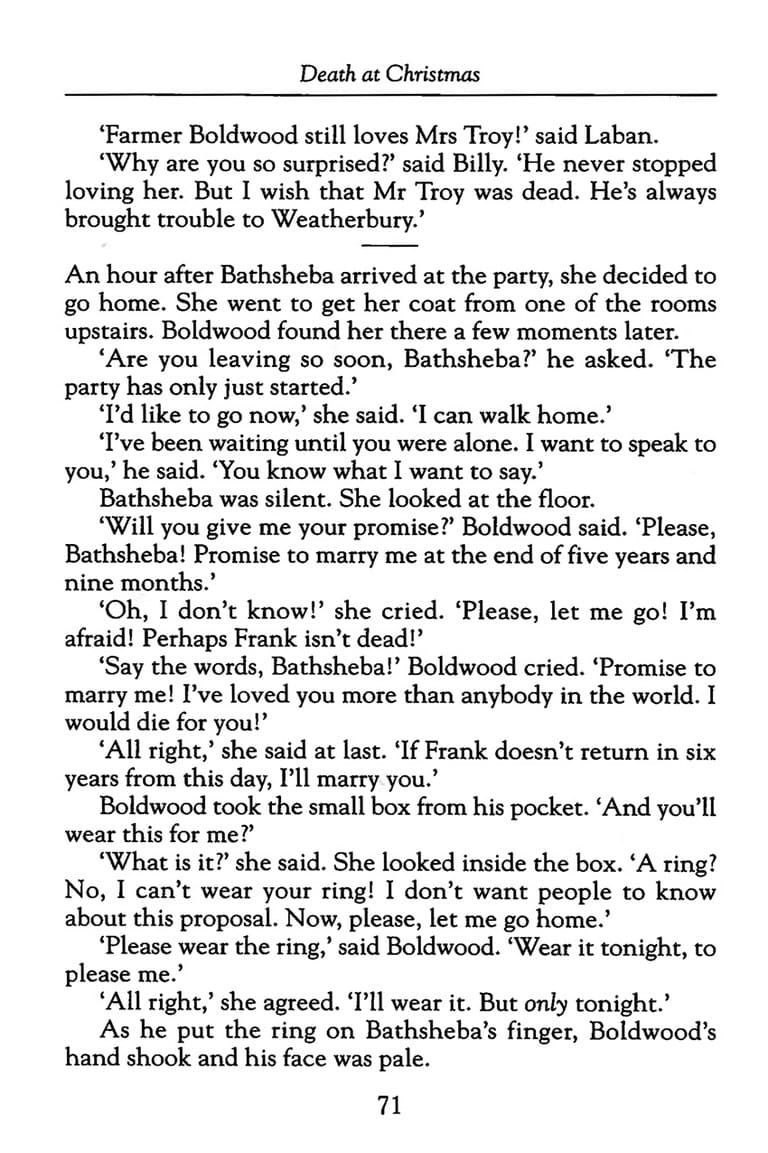 Death at Christmas
‘Farmer Boldwood still loves Mrs Troy!’ said Laban.
‘Why are you so surprised?’ said Billy. ‘He never stopped
loving her. But I wish that Mr Troy was dead. He’s always
brought trouble to Weatherbury.’
An hour after Bathsheba arrived at the party, she decided to
go home. She went to get her coat from one of the rooms
upstairs. Boldwood found her there a few moments later.
‘Are you leaving so soon, Bathsheba?’ he asked. ‘The
party has only just started.’
‘I’d like to go now,’ she said. ‘I can walk home.’
‘I’ve been waiting until you were alone. I want to speak to
you,’ he said. ‘You know what I want to say.’
Bathsheba was silent. She looked at the floor.
‘Will you give me your promise?’ Boldwood said. ‘Please,
Bathsheba! Promise to marry me at the end of five years and
nine months.’
‘Oh, I don’t know!’ she cried. ‘Please, let me go! I’m
afraid! Perhaps Frank isn’t dead!’
‘Say the words, Bathsheba!’ Boldwood cried. ‘Promise to
marry me! I’ve loved you more than anybody in the world. I
would die for you!’
‘All right,’ she said at last. ‘If Frank doesn’t return in six
years from this day, I’ll marry you.’
Boldwood took the small box from his pocket. ‘And you’ll
wear this for me?’
‘What is it?’ she said. She looked inside the box. ‘A ring?
No, I can’t wear your ring! I don’t want people to know
about this proposal. Now, please, let me go home.’
‘Please wear the ring,’ said Boldwood. ‘Wear it tonight, to
please me.’
‘All right,’ she agreed. ‘I’ll wear it. But only tonight.’
As he put the ring on Bathsheba’s finger, Boldwood’s
hand shook and his face was pale.
71